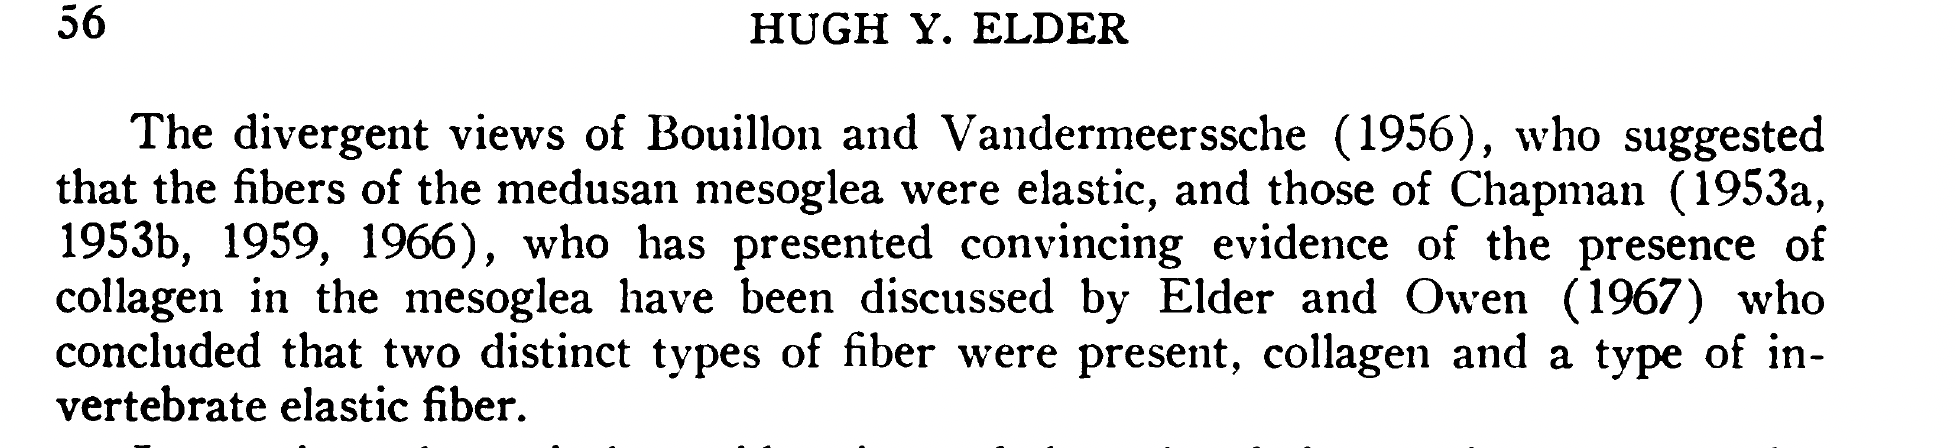 56
HUGH Y. ELDER
The divergent views of Bouillon and Vandermeerssche (1956), who suggested
that the fibers of the medusan mesoglea were elastic, and those of Chapman (1953a,
1953b, 1959, 1966), who has presented convincing evidence of the presence of
collagen in the mesoglea have been discussed by Elder and Owen (1967) who
concluded that two distinct types of fiber were present, collagen and a type of in-
vertebrate elastic fiber.